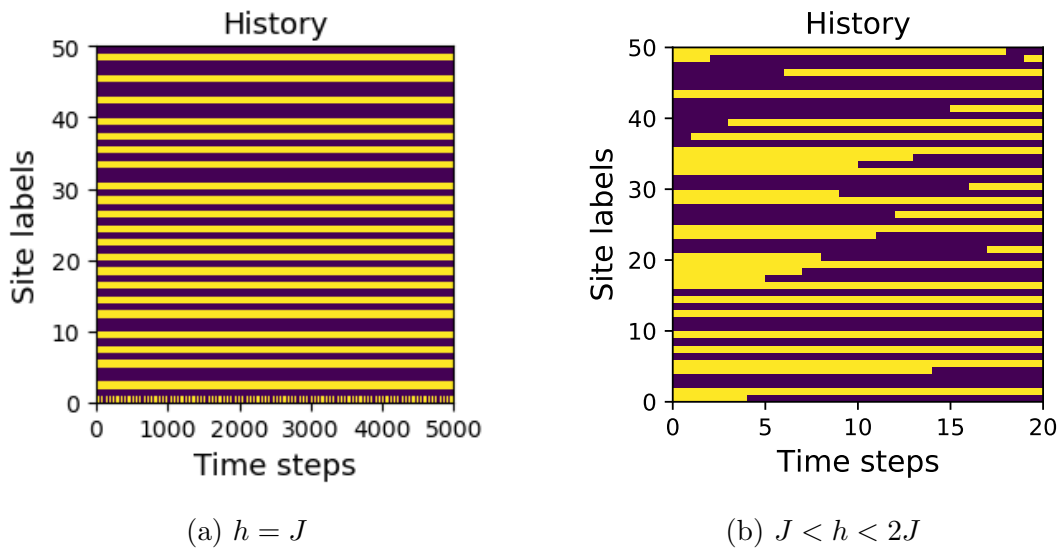 History
50
40
30
20
10
0
Site labels
0 1000 2000 3000 4000 5000
Time steps
(a) h = J
History
50
40
30
20
10
0
Site labels
0 5 10 15 20
Time steps
(b) J < h < 2J